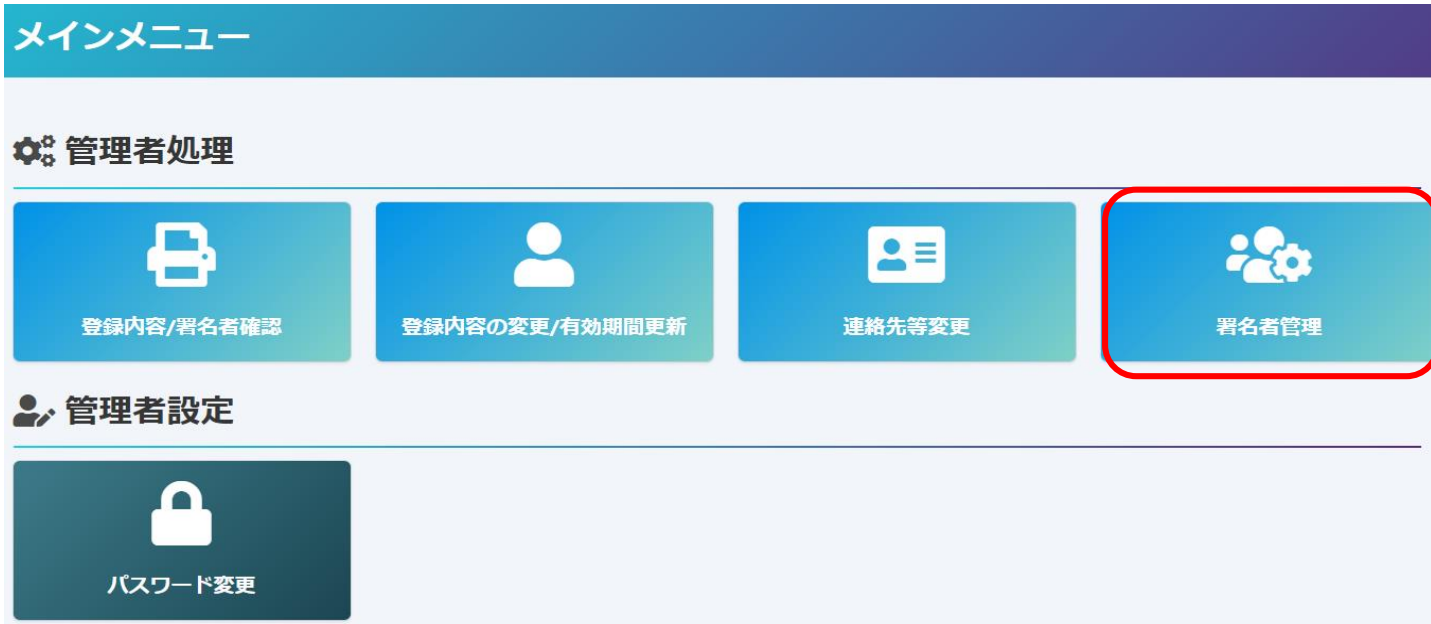 メインメニュー
管理者処理
登録内容/署名者確認
登録内容の変更/有効期間更新
連絡先等変更
署名者管理
管理者設定
パスワード変更